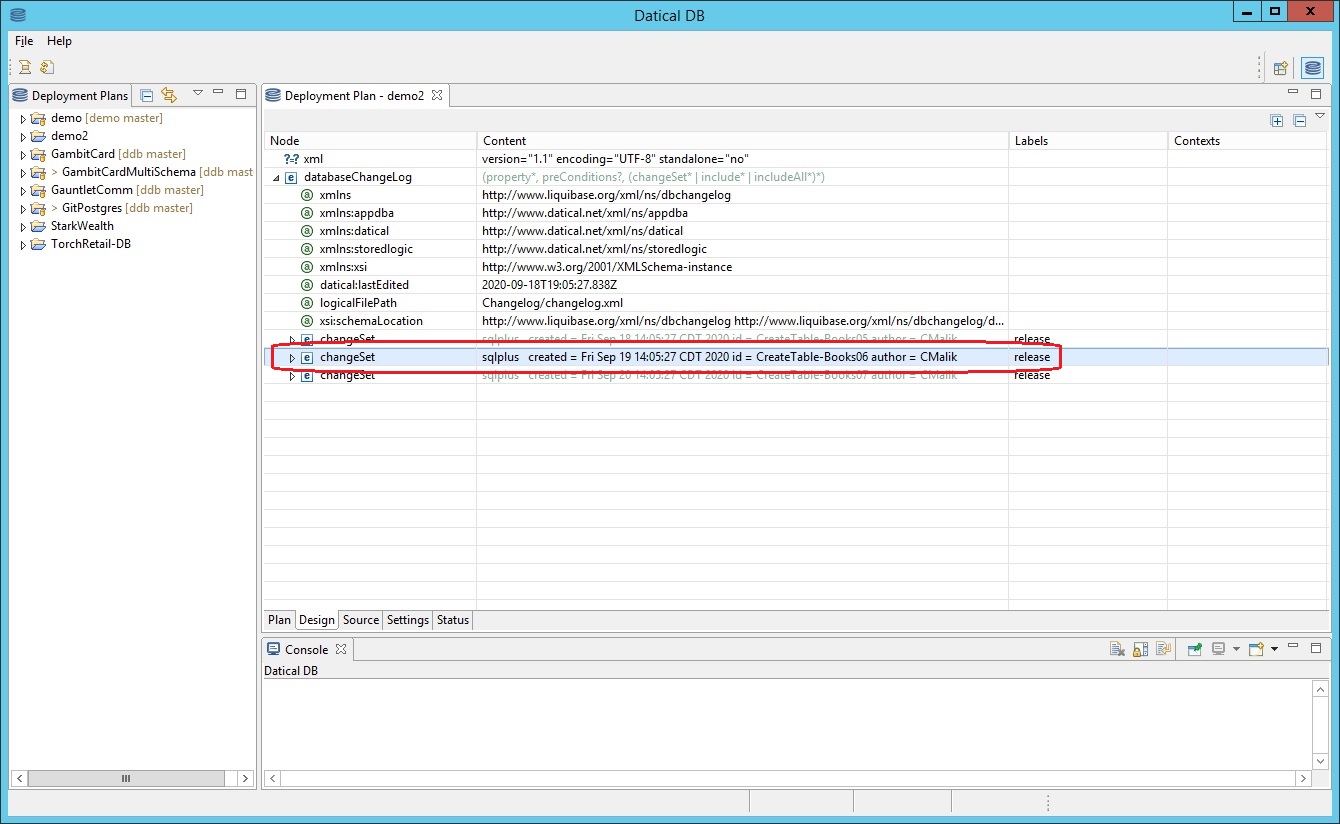 Datical DB
File Help
Deployment Plans
demo [demo master]
demo2
GambitCard [ddb master]
> GambitCardMultiSchema [ddb mast
GauntletComm [ddb master]
> GitPostgres [ddb master]
StarkWealth
TorchRetail-DB
Deployment Plan - demo2
Node Content Labels Contexts
?-? xml version="1.1" encoding="UTF-8" standalone="no"
e databaseChangeLog (property*, preConditions?, (changeSet* | include* | includeAll*)*)
a xmlns http://www.liquibase.org/xml/ns/dbchangelog
a xmlns:appdba http://www.datical.net/xml/ns/appdba
a xmlns:datical http://www.datical.net/xml/ns/datical
a xmlns:storedlogic http://www.datical.net/xml/ns/storedlogic
a xmlns:xsi http://www.w3.org/2001/XMLSchema-instance
a datical:lastEdited 2020-09-18T19:05:27.838Z
a logicalFilePath Changelog/changelog.xml
a xsi:schemaLocation http://www.liquibase.org/xml/ns/dbchangelog http://www.liquibase.org/xml/ns/dbchangelog/d...
e changeSet sqlplus created = Fri Sep 18 14:05:27 CDT 2020 id = CreateTable-Books05 author = CMalik release
e changeSet sqlplus created = Fri Sep 19 14:05:27 CDT 2020 id = CreateTable-Books06 author = CMalik release
e changeSet sqlplus created = Fri Sep 20 14:05:27 CDT 2020 id = CreateTable-Books07 author = CMalik release
Plan Design Source Settings Status
Console
Datical DB